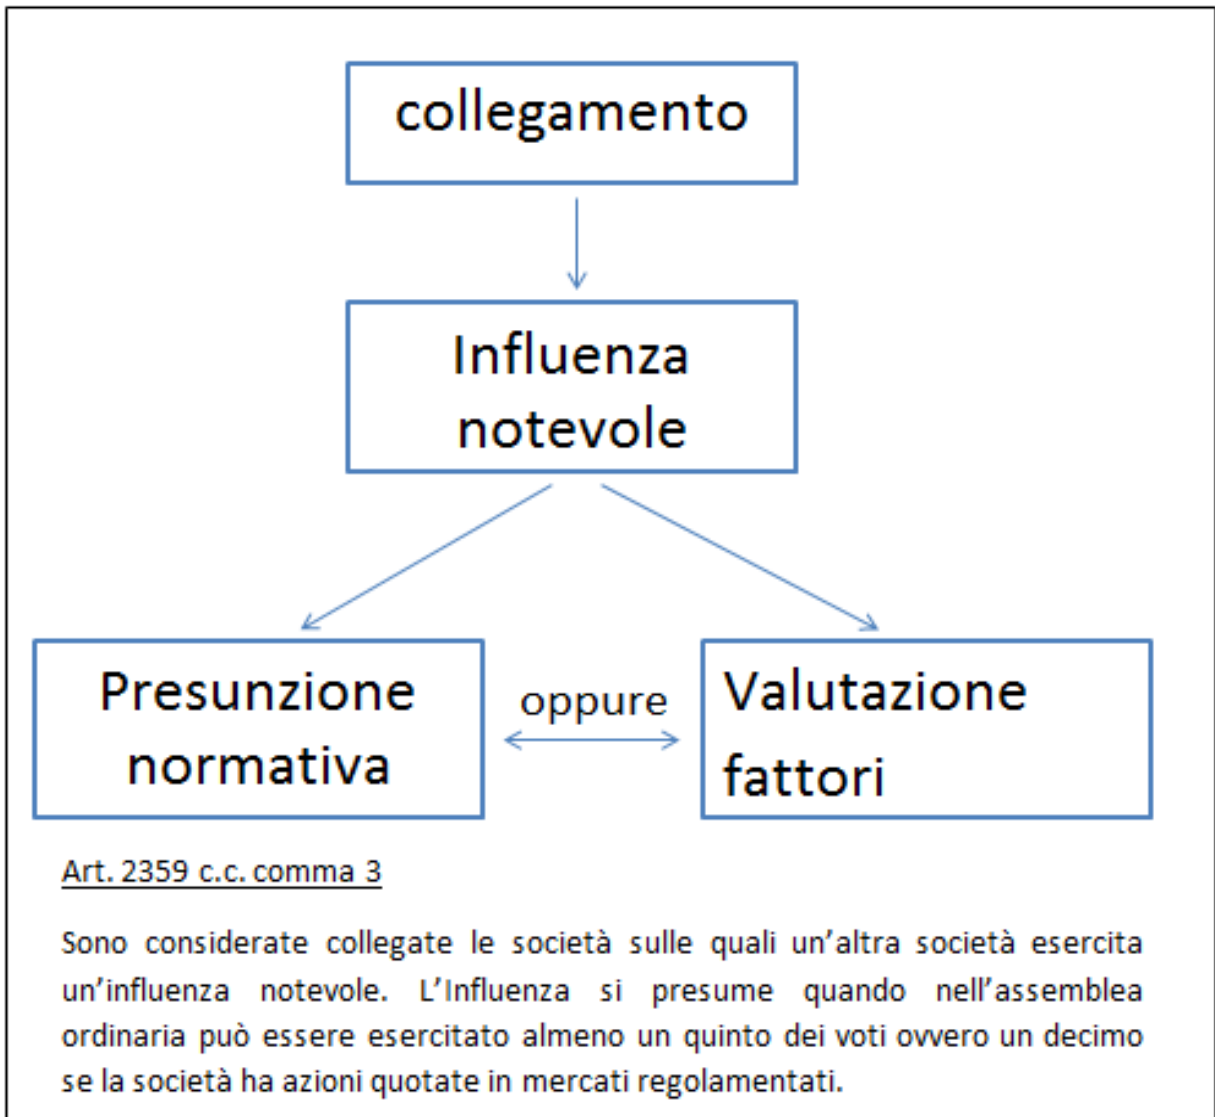 collegamento
Influenza
notevole
Presunzione
normativa
oppure
Valutazione
fattori
Art. 2359 c.c. comma 3
Sono considerate collegate le società sulle quali un'altra società esercita
un'influenza notevole. L'Influenza si presume quando nell'assemblea
ordinaria può essere esercitato almeno un quinto dei voti ovvero un decimo
se la società ha azioni quotate in mercati regolamentati.